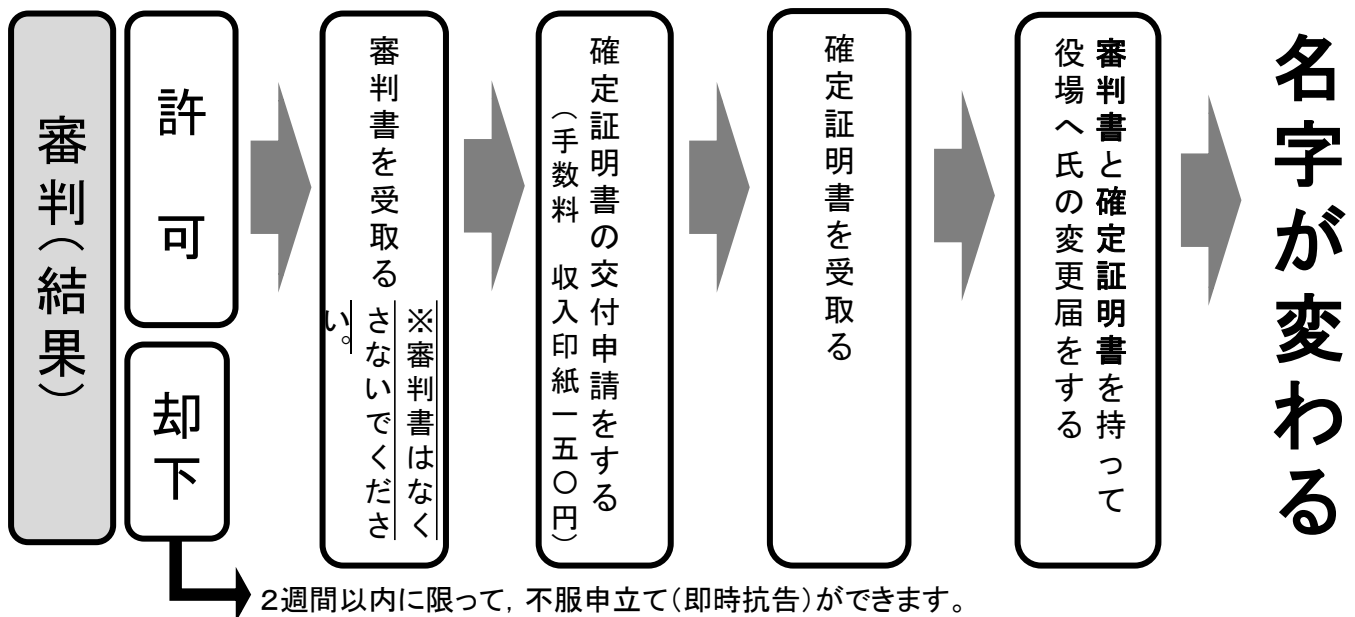 審判（結果）
許可
却下
審判書を受取る
※審判書はなく
さないでくださ
い。
確定証明書の交付申請をする
（手数料　収入印紙一五〇円）
確定証明書を受取る
審判書と確定証明書を持って
役場へ氏の変更届をする
名字が変わる
２週間以内に限って，不服申立て（即時抗告）ができます。